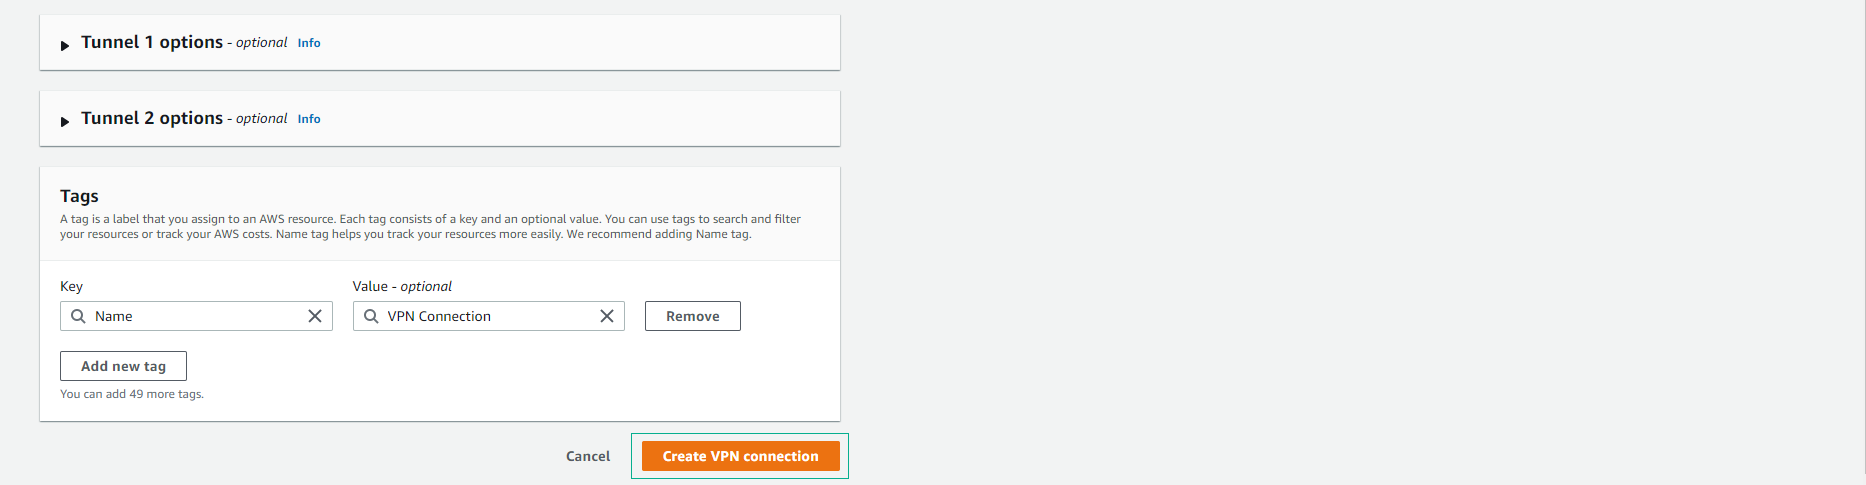 Tunnel 1 options - optional Info
Tunnel 2 options - optional Info
Tags
A tag is a label that you assign to an AWS resource. Each tag consists of a key and an optional value. You can use tags to search and filter
your resources or track your AWS costs. Name tag helps you track your resources more easily. We recommend adding Name tag.
Key Value - optional
Name VPN Connection Remove
Add new tag
You can add 49 more tags.
Cancel Create VPN connection